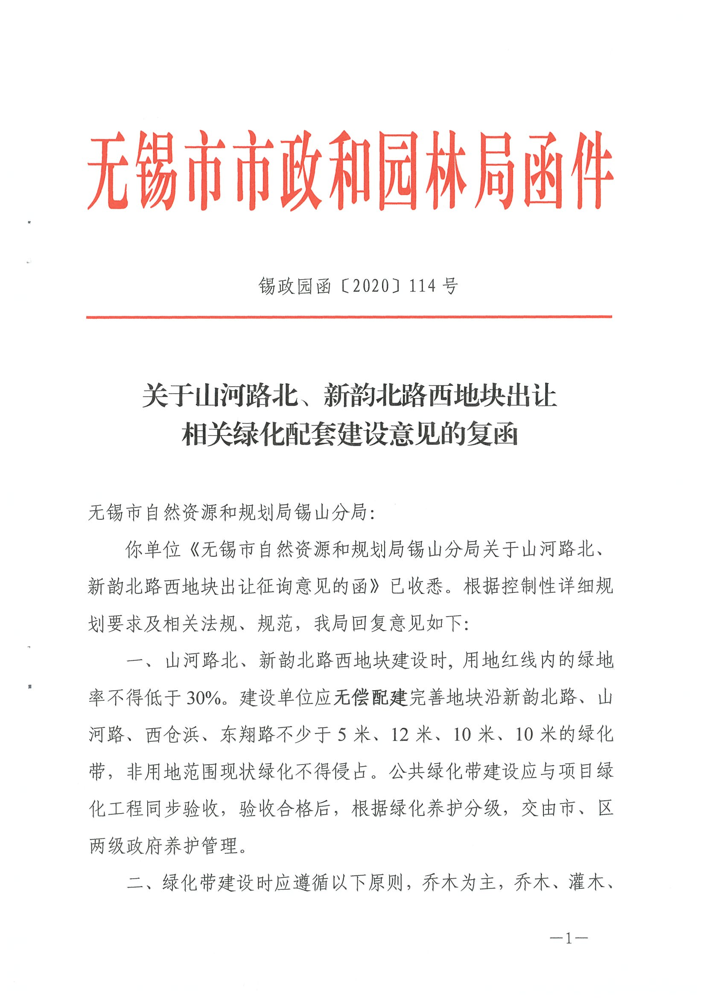 无锡市市政和园林局函件
锡政园函〔2020〕114号
关于山河路北、新韵北路西地块出让
相关绿化配套建设意见的复函
无锡市自然资源和规划局锡山分局：
你单位《无锡市自然资源和规划局锡山分局关于山河路北、
新韵北路西地块出让征询意见的函》已收悉。根据控制性详细规
划要求及相关法规、规范，我局回复意见如下：
一、山河路北、新韵北路西地块建设时，用地红线内的绿地
率不得低于30%。建设单位应无偿配建完善地块沿新韵北路、山
河路、西仓浜、东翔路不少于5米、12米、10米、10米的绿化
带，非用地范围现状绿化不得侵占。公共绿化带建设应与项目绿
化工程同步验收，验收合格后，根据绿化养护分级，交由市、区
两级政府养护管理。
二、绿化带建设时应遵循以下原则，乔木为主，乔木、灌木、
—1—